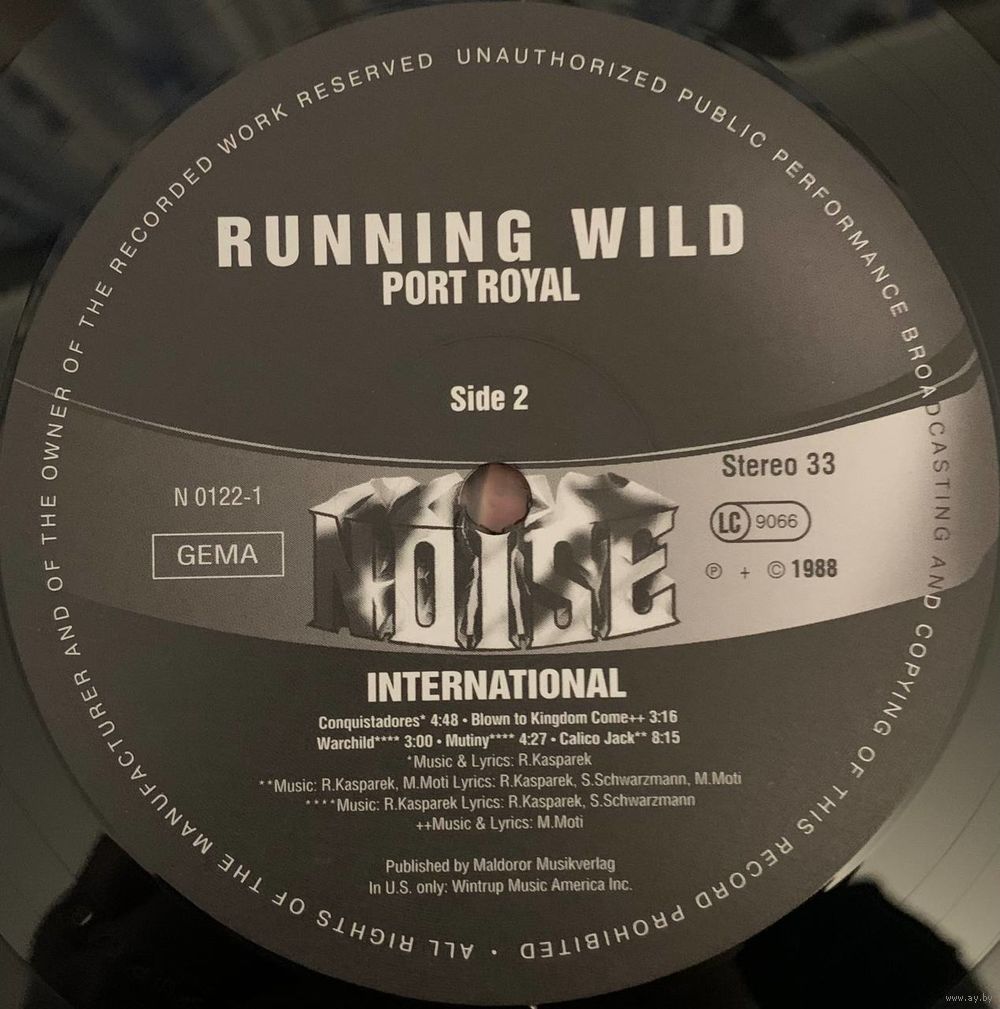 ALL RIGHTS OF THE MANUFACTURER AND OF THE OWNER OF THE RECORDED WORK RESERVED UNAUTHORIZED PUBLIC PERFORMANCE BROADCASTING AND COPYING OF THIS RECORD PROHIBITED •
RUNNING WILD
PORT ROYAL
Side 2
N 0122-1
GEMA
NOISE
Stereo 33
LC 9066
℗ + © 1988
INTERNATIONAL
Conquistadores* 4:48 • Blown to Kingdom Come++ 3:16
Warchild**** 3:00 • Mutiny**** 4:27 • Calico Jack** 8:15
*Music & Lyrics: R.Kasparek
**Music: R.Kasparek, M.Moti Lyrics: R.Kasparek, S.Schwarzmann, M.Moti
****Music: R.Kasparek Lyrics: R.Kasparek, S.Schwarzmann
++Music & Lyrics: M.Moti
Published by Maldoror Musikverlag
In U.S. only: Wintrup Music America Inc.
www.ay.by